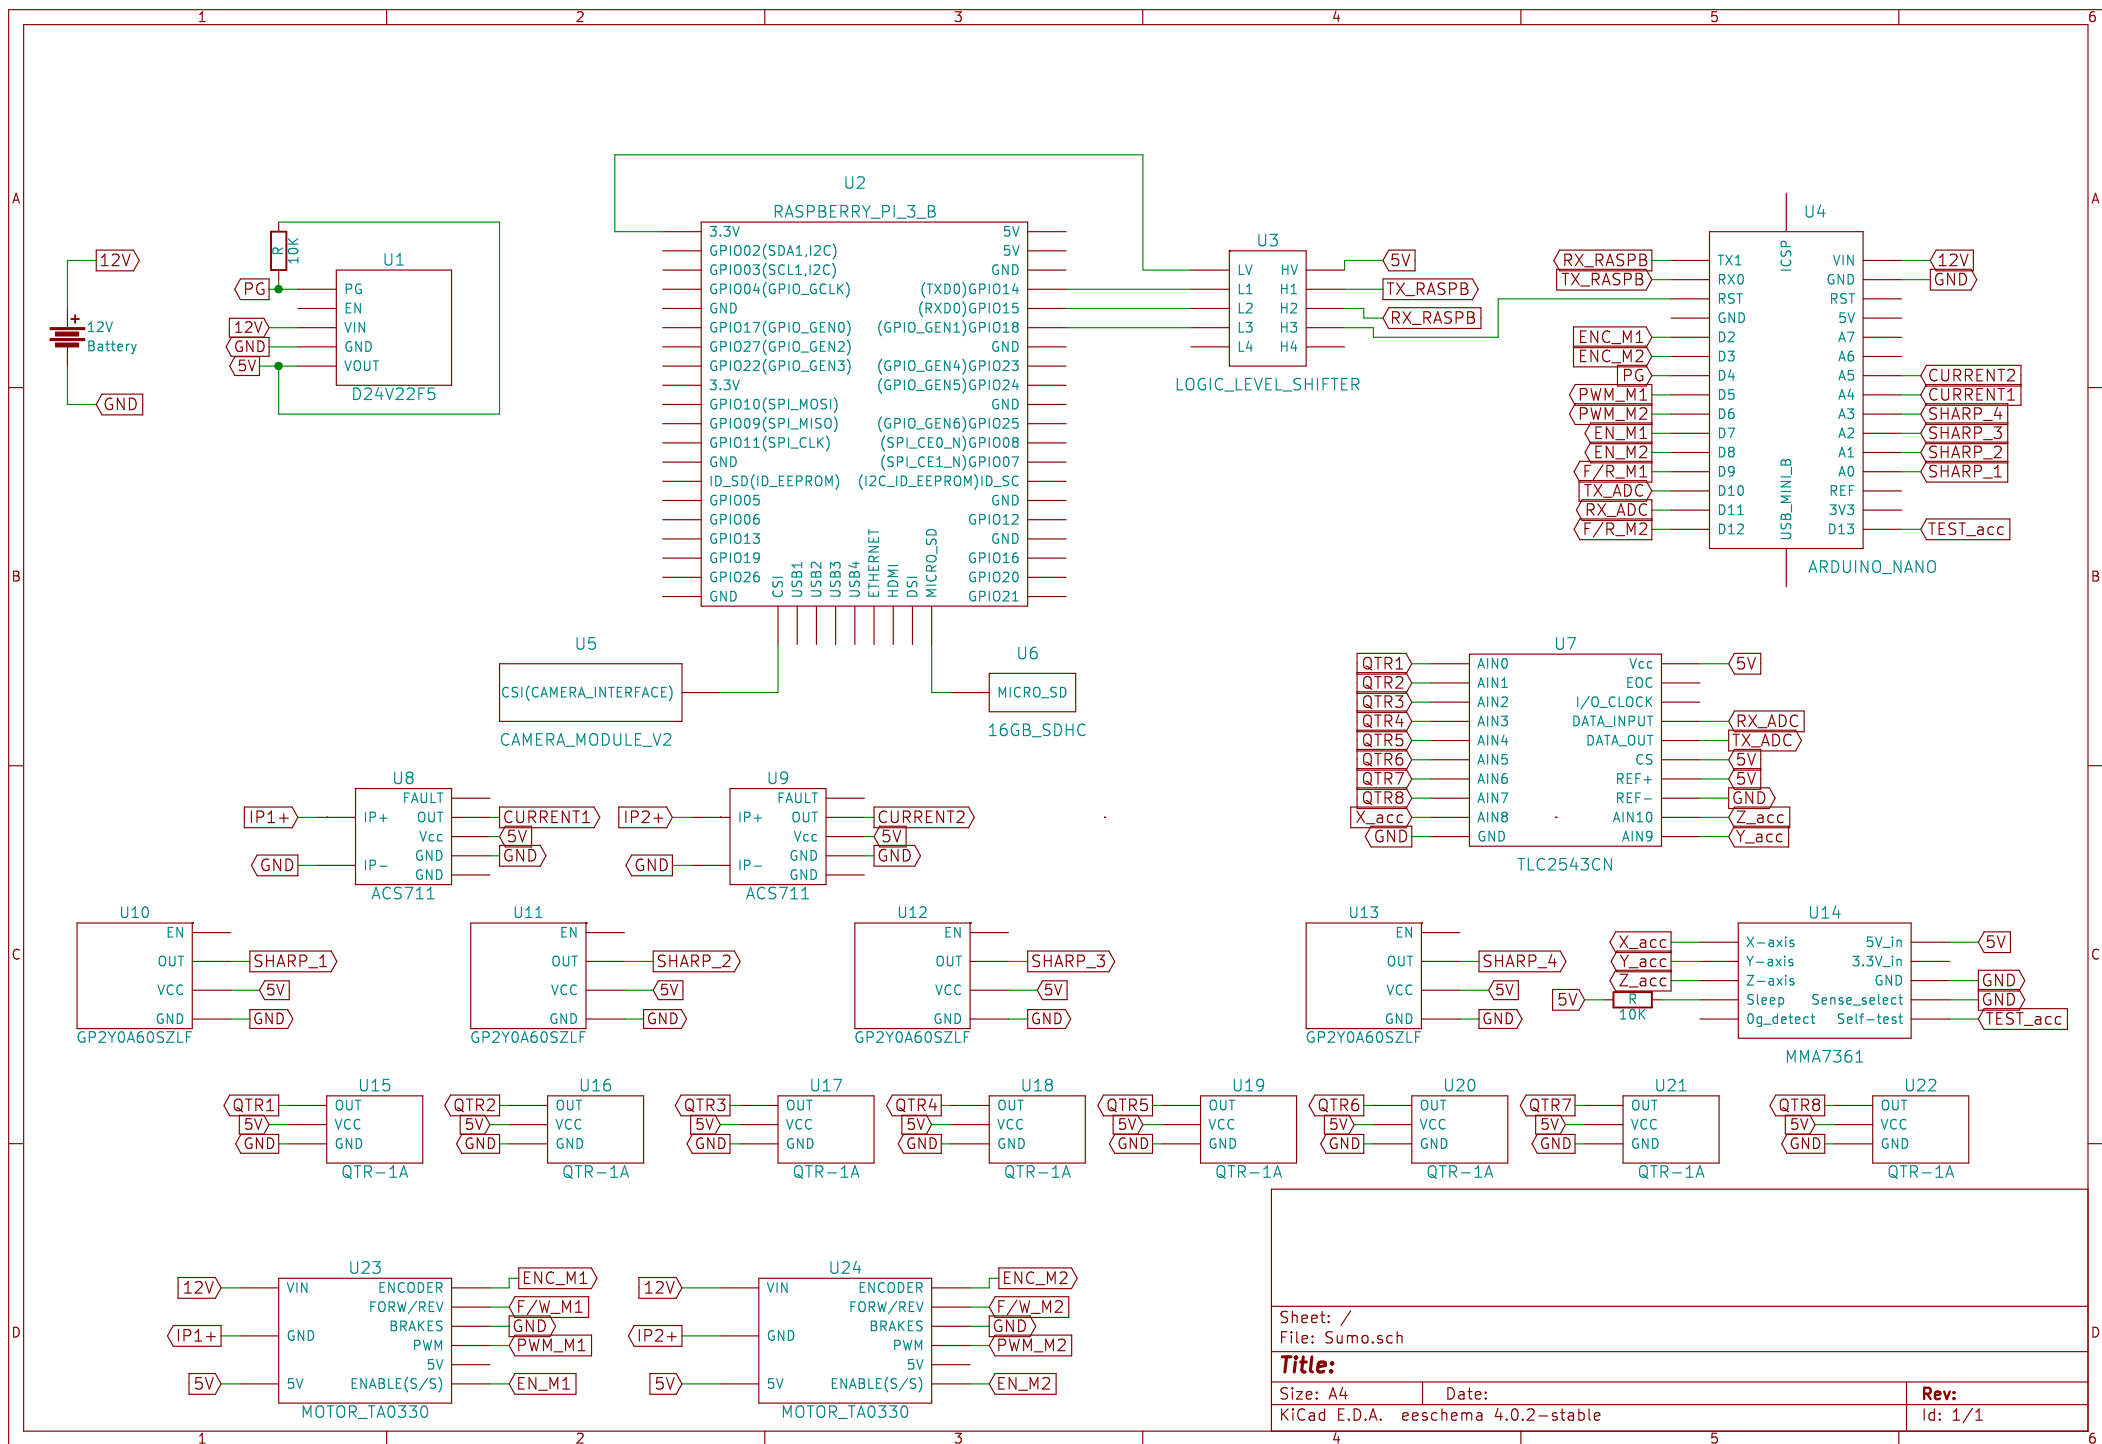 1 2 3 4 5 6
A
B
C
D
A
B
C
D
12V
12V
Battery
GND
R
10K
U1
PG
12V
GND
5V
PG
EN
VIN
GND
VOUT
D24V22F5
U2
RASPBERRY_PI_3_B
3.3V
GPIO02(SDA1,I2C)
GPIO03(SCL1,I2C)
GPIO04(GPIO_GCLK)
GND
GPIO17(GPIO_GEN0)
GPIO27(GPIO_GEN2)
GPIO22(GPIO_GEN3)
3.3V
GPIO10(SPI_MOSI)
GPIO09(SPI_MISO)
GPIO11(SPI_CLK)
GND
ID_SD(ID_EEPROM)
GPIO05
GPIO06
GPIO13
GPIO19
GPIO26
GND
5V
5V
GND
(TXD0)GPIO14
(RXD0)GPIO15
(GPIO_GEN1)GPIO18
GND
(GPIO_GEN4)GPIO23
(GPIO_GEN5)GPIO24
GND
(GPIO_GEN6)GPIO25
(SPI_CE0_N)GPIO08
(SPI_CE1_N)GPIO07
(I2C_ID_EEPROM)ID_SC
GND
GPIO12
GND
GPIO16
GPIO20
GPIO21
CSI
USB1
USB2
USB3
USB4
ETHERNET
HDMI
DSI
MICRO_SD
U3
LV
L1
L2
L3
L4
HV
H1
H2
H3
H4
LOGIC_LEVEL_SHIFTER
5V
TX_RASPB
RX_RASPB
U4
ICSP
USB_MINI_B
RX_RASPB
TX_RASPB
ENC_M1
ENC_M2
PG
PWM_M1
PWM_M2
EN_M1
EN_M2
F/R_M1
TX_ADC
RX_ADC
F/R_M2
TX1
RX0
RST
GND
D2
D3
D4
D5
D6
D7
D8
D9
D10
D11
D12
VIN
GND
RST
5V
A7
A6
A5
A4
A3
A2
A1
A0
REF
3V3
D13
12V
GND
CURRENT2
CURRENT1
SHARP_4
SHARP_3
SHARP_2
SHARP_1
TEST_acc
ARDUINO_NANO
U5
CSI(CAMERA_INTERFACE)
CAMERA_MODULE_V2
U6
MICRO_SD
16GB_SDHC
U7
QTR1
QTR2
QTR3
QTR4
QTR5
QTR6
QTR7
QTR8
X_acc
GND
AIN0
AIN1
AIN2
AIN3
AIN4
AIN5
AIN6
AIN7
AIN8
GND
Vcc
EOC
I/O_CLOCK
DATA_INPUT
DATA_OUT
CS
REF+
REF-
AIN10
AIN9
5V
RX_ADC
TX_ADC
5V
5V
GND
Z_acc
Y_acc
TLC2543CN
U8
IP1+
GND
IP+
IP-
FAULT
OUT
Vcc
GND
GND
CURRENT1
5V
GND
ACS711
U9
IP2+
GND
IP+
IP-
FAULT
OUT
Vcc
GND
GND
CURRENT2
5V
GND
ACS711
U10
EN
OUT
VCC
GND
SHARP_1
5V
GND
GP2Y0A60SZLF
U11
EN
OUT
VCC
GND
SHARP_2
5V
GND
GP2Y0A60SZLF
U12
EN
OUT
VCC
GND
SHARP_3
5V
GND
GP2Y0A60SZLF
U13
EN
OUT
VCC
GND
SHARP_4
5V
GND
GP2Y0A60SZLF
U14
X_acc
Y_acc
Z_acc
5V
R
10K
X-axis
Y-axis
Z-axis
Sleep
Og_detect
5V_in
3.3V_in
GND
Sense_select
Self-test
5V
GND
GND
TEST_acc
MMA7361
U15
QTR1
5V
GND
OUT
VCC
GND
QTR-1A
U16
QTR2
5V
GND
OUT
VCC
GND
QTR-1A
U17
QTR3
5V
GND
OUT
VCC
GND
QTR-1A
U18
QTR4
5V
GND
OUT
VCC
GND
QTR-1A
U19
QTR5
5V
GND
OUT
VCC
GND
QTR-1A
U20
QTR6
5V
GND
OUT
VCC
GND
QTR-1A
U21
QTR7
5V
GND
OUT
VCC
GND
QTR-1A
U22
QTR8
5V
GND
OUT
VCC
GND
QTR-1A
U23
12V
IP1+
5V
VIN
GND
5V
ENCODER
FORW/REV
BRAKES
PWM
5V
ENABLE(S/S)
ENC_M1
F/W_M1
GND
PWM_M1
EN_M1
MOTOR_TA0330
U24
12V
IP2+
5V
VIN
GND
5V
ENCODER
FORW/REV
BRAKES
PWM
5V
ENABLE(S/S)
ENC_M2
F/W_M2
GND
PWM_M2
EN_M2
MOTOR_TA0330
Sheet: /
File: Sumo.sch
Title:
Size: A4 Date: Rev:
KiCad E.D.A. eeschema 4.0.2-stable Id: 1/1
1 2 3 4 5 6